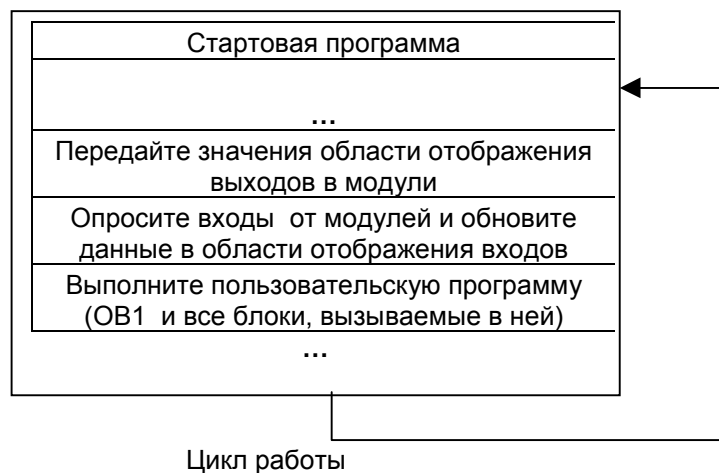 Стартовая программа
...
Передайте значения области отображения
выходов в модули
Опросите входы от модулей и обновите
данные в области отображения входов
Выполните пользовательскую программу
(OB1 и все блоки, вызываемые в ней)
...
Цикл работы